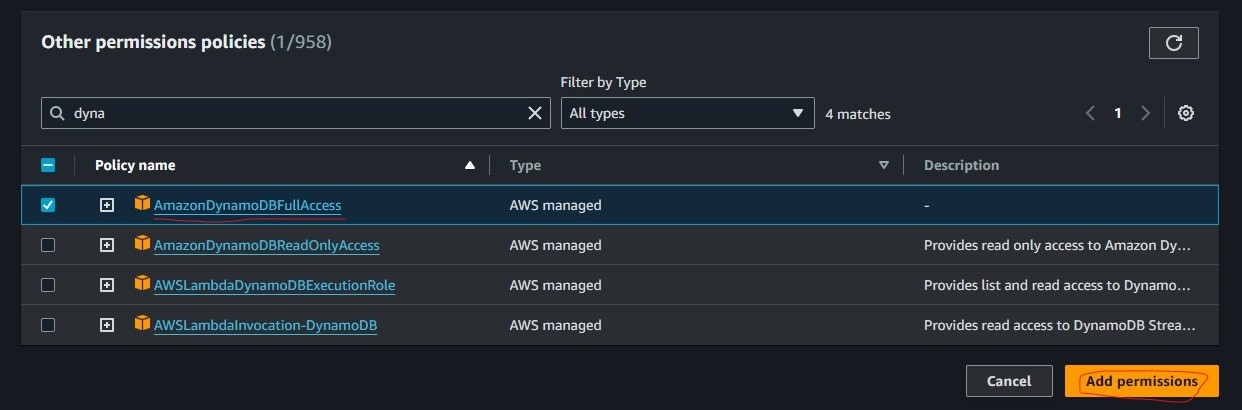 Other permissions policies (1/958)
Filter by Type
dyna
All types
4 matches
1
Policy name
Type
Description
AmazonDynamoDBFullAccess
AWS managed
-
AmazonDynamoDBReadOnlyAccess
AWS managed
Provides read only access to Amazon Dy...
AWSLambdaDynamoDBExecutionRole
AWS managed
Provides list and read access to Dynamo...
AWSLambdaInvocation-DynamoDB
AWS managed
Provides read access to DynamoDB Strea...
Cancel
Add permissions